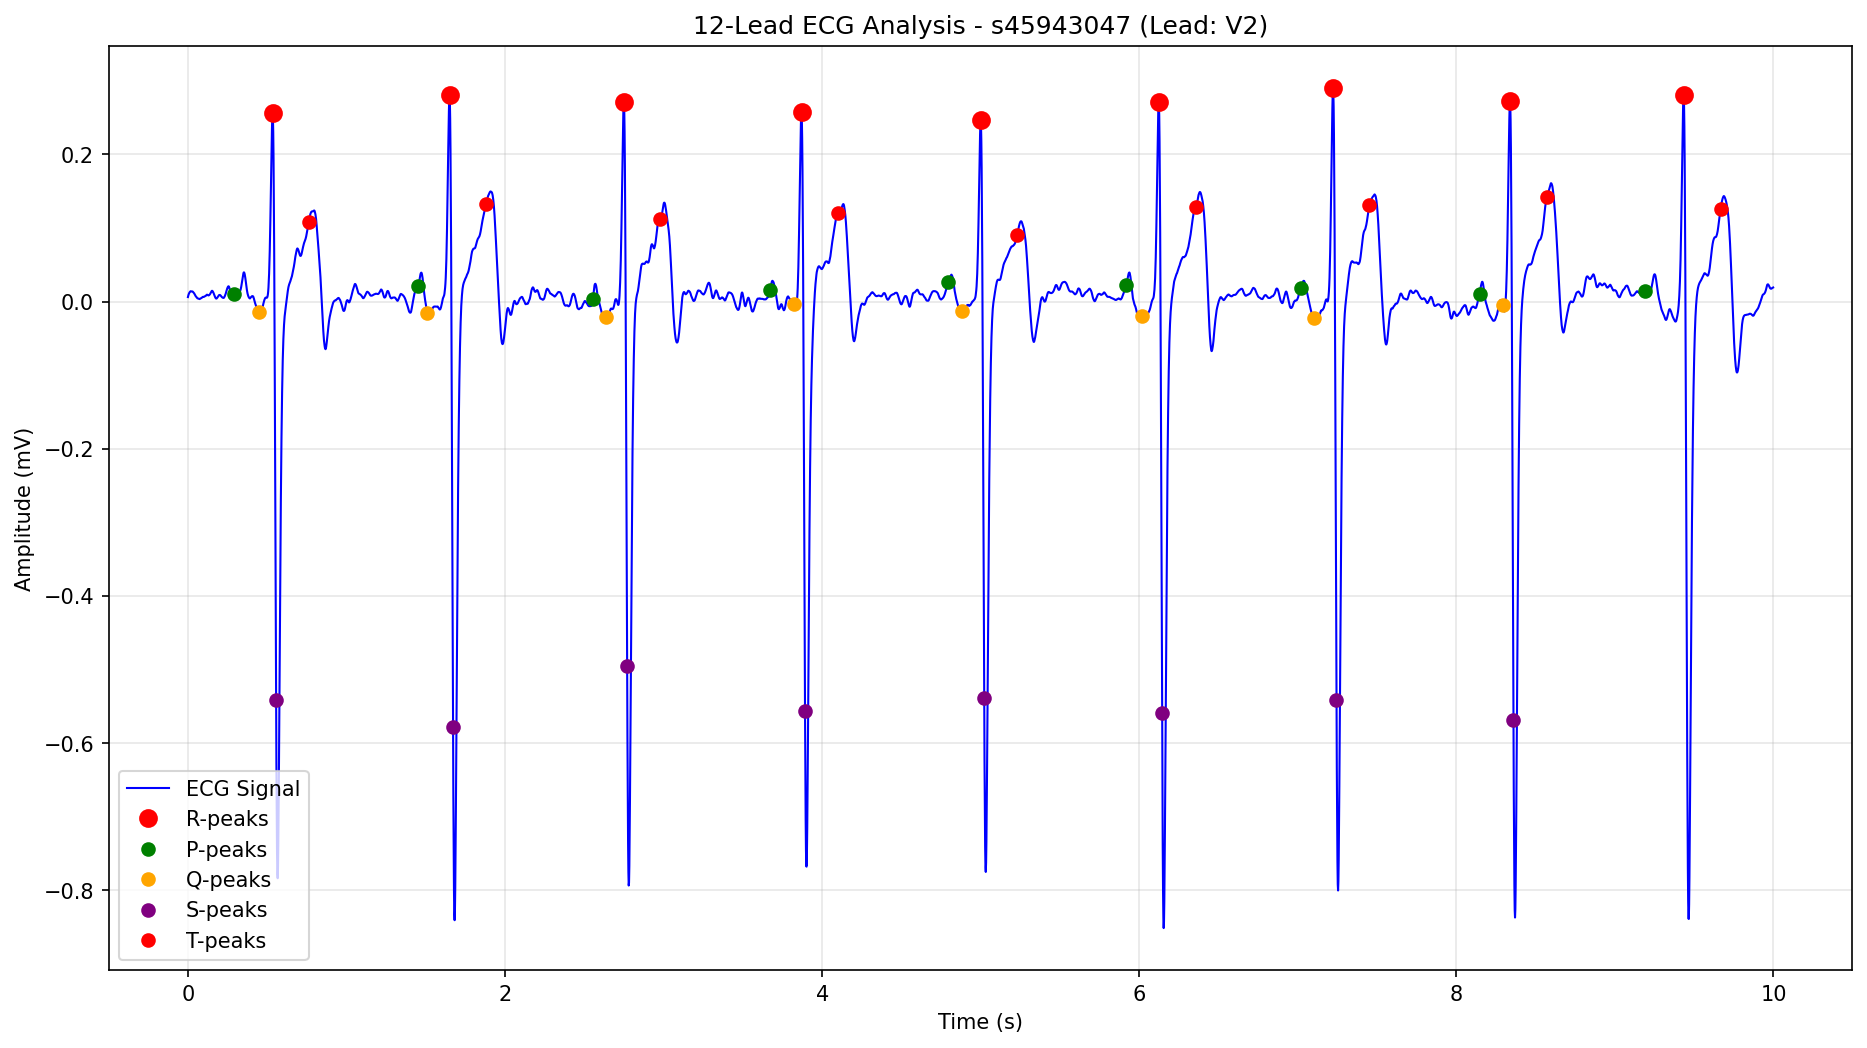 12-Lead ECG Analysis - s45943047 (Lead: V2)
Amplitude (mV)
0.2
0.0
−0.2
−0.4
−0.6
−0.8
ECG Signal
R-peaks
P-peaks
Q-peaks
S-peaks
T-peaks
0 2 4 6 8 10
Time (s)